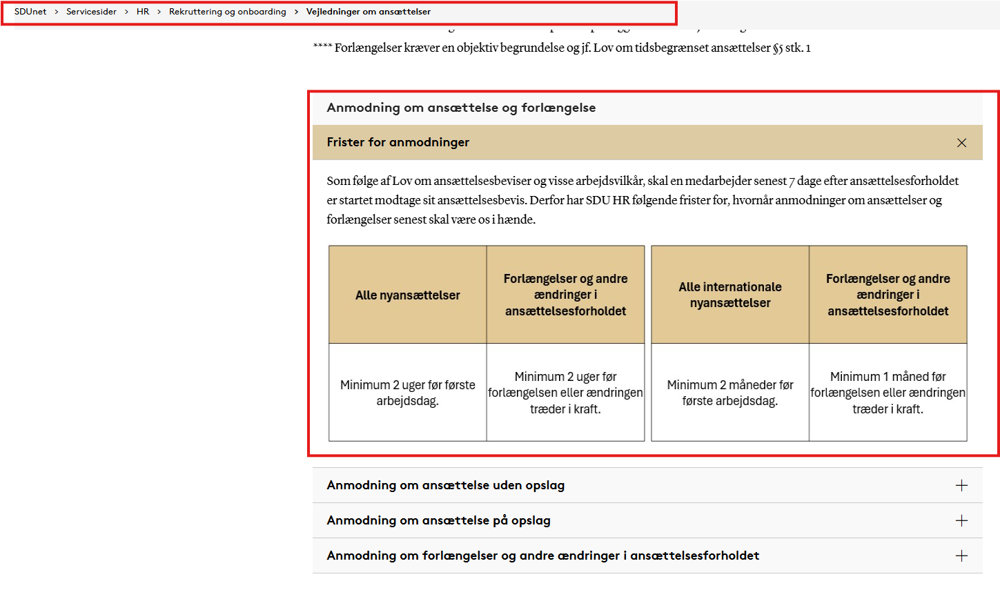 SDUnet > Servicesider > HR > Rekruttering og onboarding > Vejledninger om ansættelser
**** Forlængelser kræver en objektiv begrundelse og jf. Lov om tidsbegrænset ansættelser §5 stk. 1
Anmodning om ansættelse og forlængelse
Frister for anmodninger
Som følge af Lov om ansættelsesbeviser og visse arbejdsvilkår, skal en medarbejder senest 7 dage efter ansættelsesforholdet
er startet modtage sit ansættelsesbevis. Derfor har SDU HR følgende frister for, hvornår anmodninger om ansættelser og
forlængelser senest skal være os i hænde.
Alle nyansættelser
Forlængelser og andre
ændringer i
ansættelsesforholdet
Alle internationale
nyansættelser
Forlængelser og andre
ændringer i
ansættelsesforholdet
Minimum 2 uger før første
arbejdsdag.
Minimum 2 uger før
forlængelsen eller ændringen
træder i kraft.
Minimum 2 måneder før
første arbejdsdag.
Minimum 1 måned før
forlængelsen eller ændringen
træder i kraft.
Anmodning om ansættelse uden opslag
Anmodning om ansættelse på opslag
Anmodning om forlængelser og andre ændringer i ansættelsesforholdet